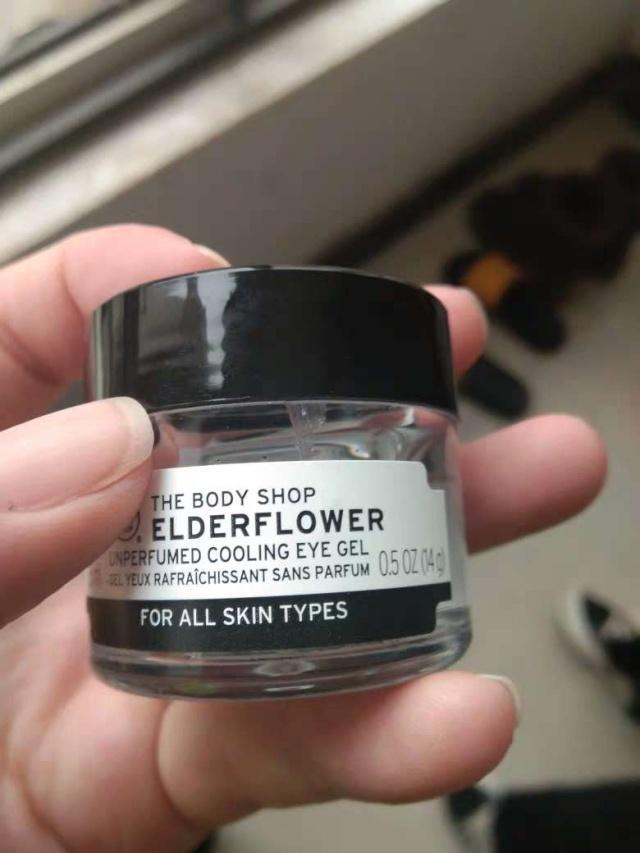 THE BODY SHOP
ELDERFLOWER
UNPERFUMED COOLING EYE GEL
GEL YEUX RAFRAÎCHISSANT SANS PARFUM
0.5 OZ (14 g)
FOR ALL SKIN TYPES